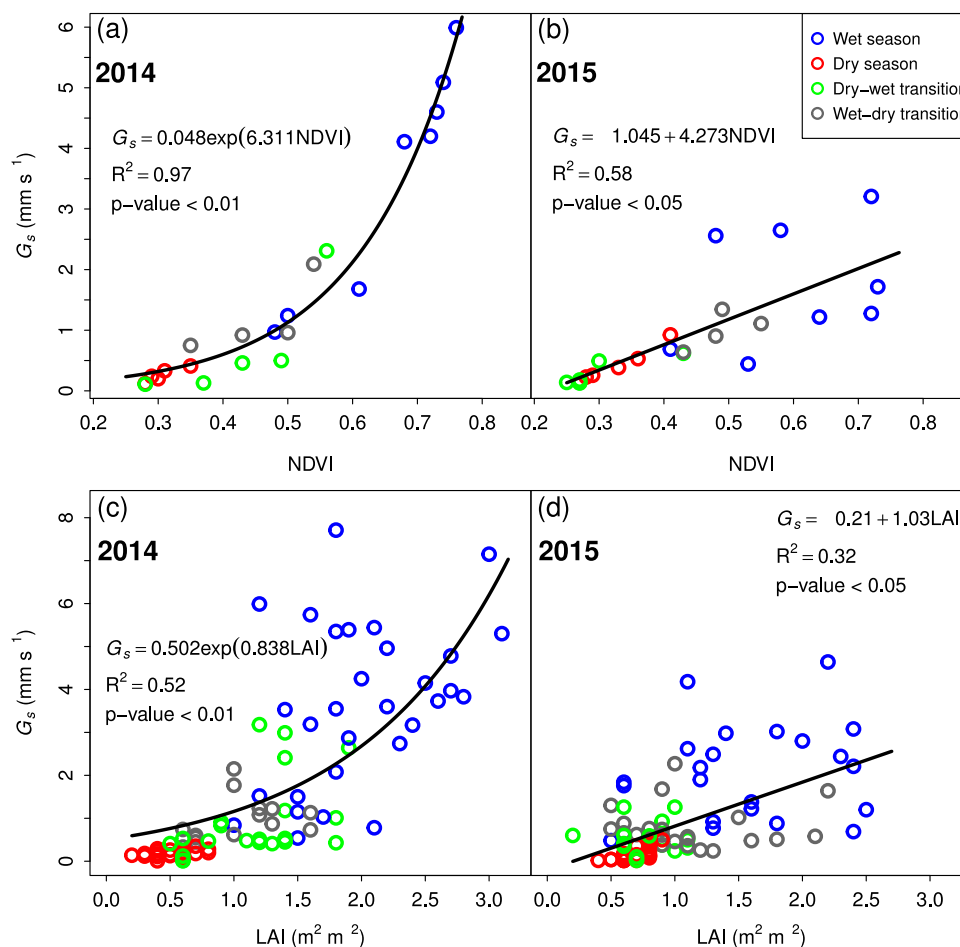 (a)
2014
Gs = 0.048exp(6.311NDVI)
R² = 0.97
p−value < 0.01
(b)
2015
Gs = 1.045 + 4.273NDVI
R² = 0.58
p−value < 0.05
Wet season
Dry season
Dry−wet transition
Wet−dry transition
Gs (mm s⁻¹)
6
5
4
3
2
1
0
0.2 0.3 0.4 0.5 0.6 0.7 0.8
NDVI
0.2 0.3 0.4 0.5 0.6 0.7 0.8
NDVI
(c)
2014
Gs = 0.502exp(0.838LAI)
R² = 0.52
p−value < 0.01
(d)
2015
Gs = 0.21 + 1.03LAI
R² = 0.32
p−value < 0.05
Gs (mm s⁻¹)
8
6
4
2
0
0.0 0.5 1.0 1.5 2.0 2.5 3.0
LAI (m² m⁻²)
0.0 0.5 1.0 1.5 2.0 2.5 3.0
LAI (m² m⁻²)